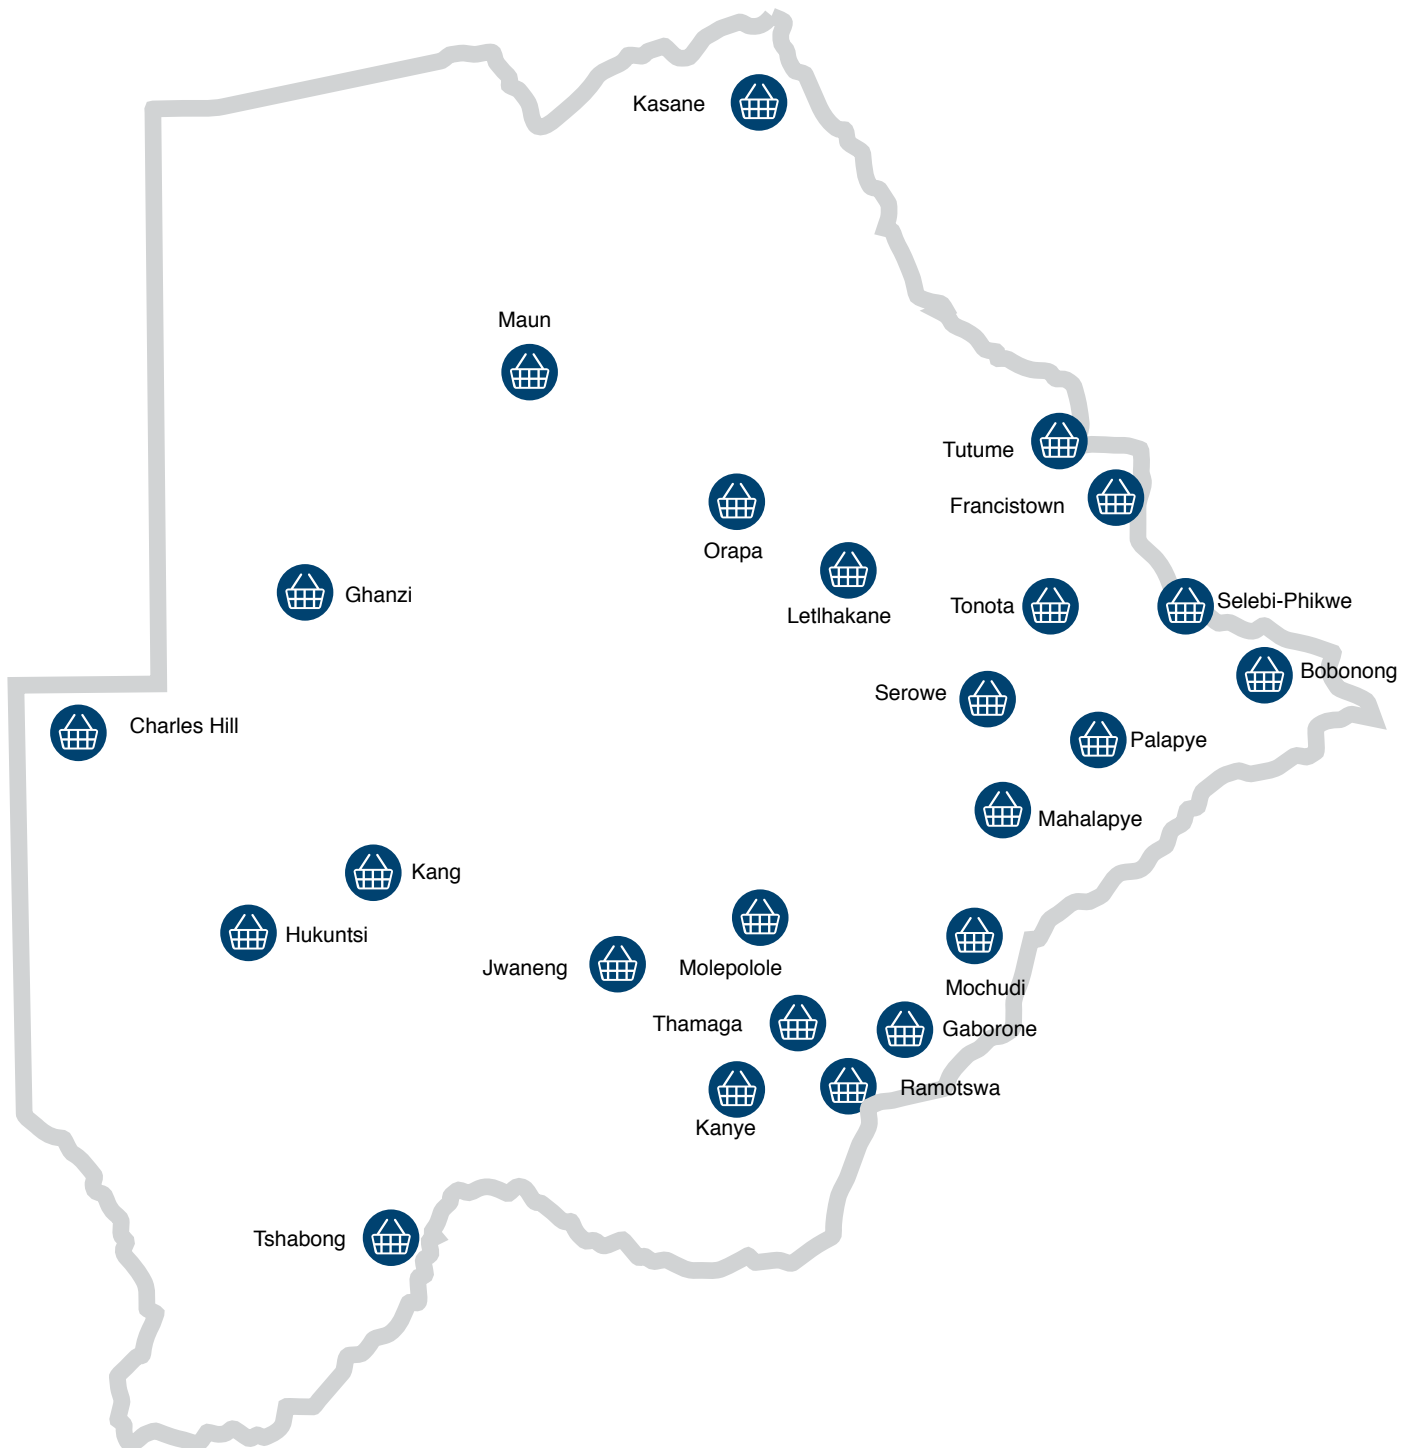 Kasane
Maun
Tutume
Francistown
Orapa
Ghanzi
Letlhakane
Tonota
Selebi-Phikwe
Bobonong
Serowe
Charles Hill
Palapye
Mahalapye
Kang
Hukuntsi
Jwaneng
Molepolole
Mochudi
Thamaga
Gaborone
Ramotswa
Kanye
Tshabong